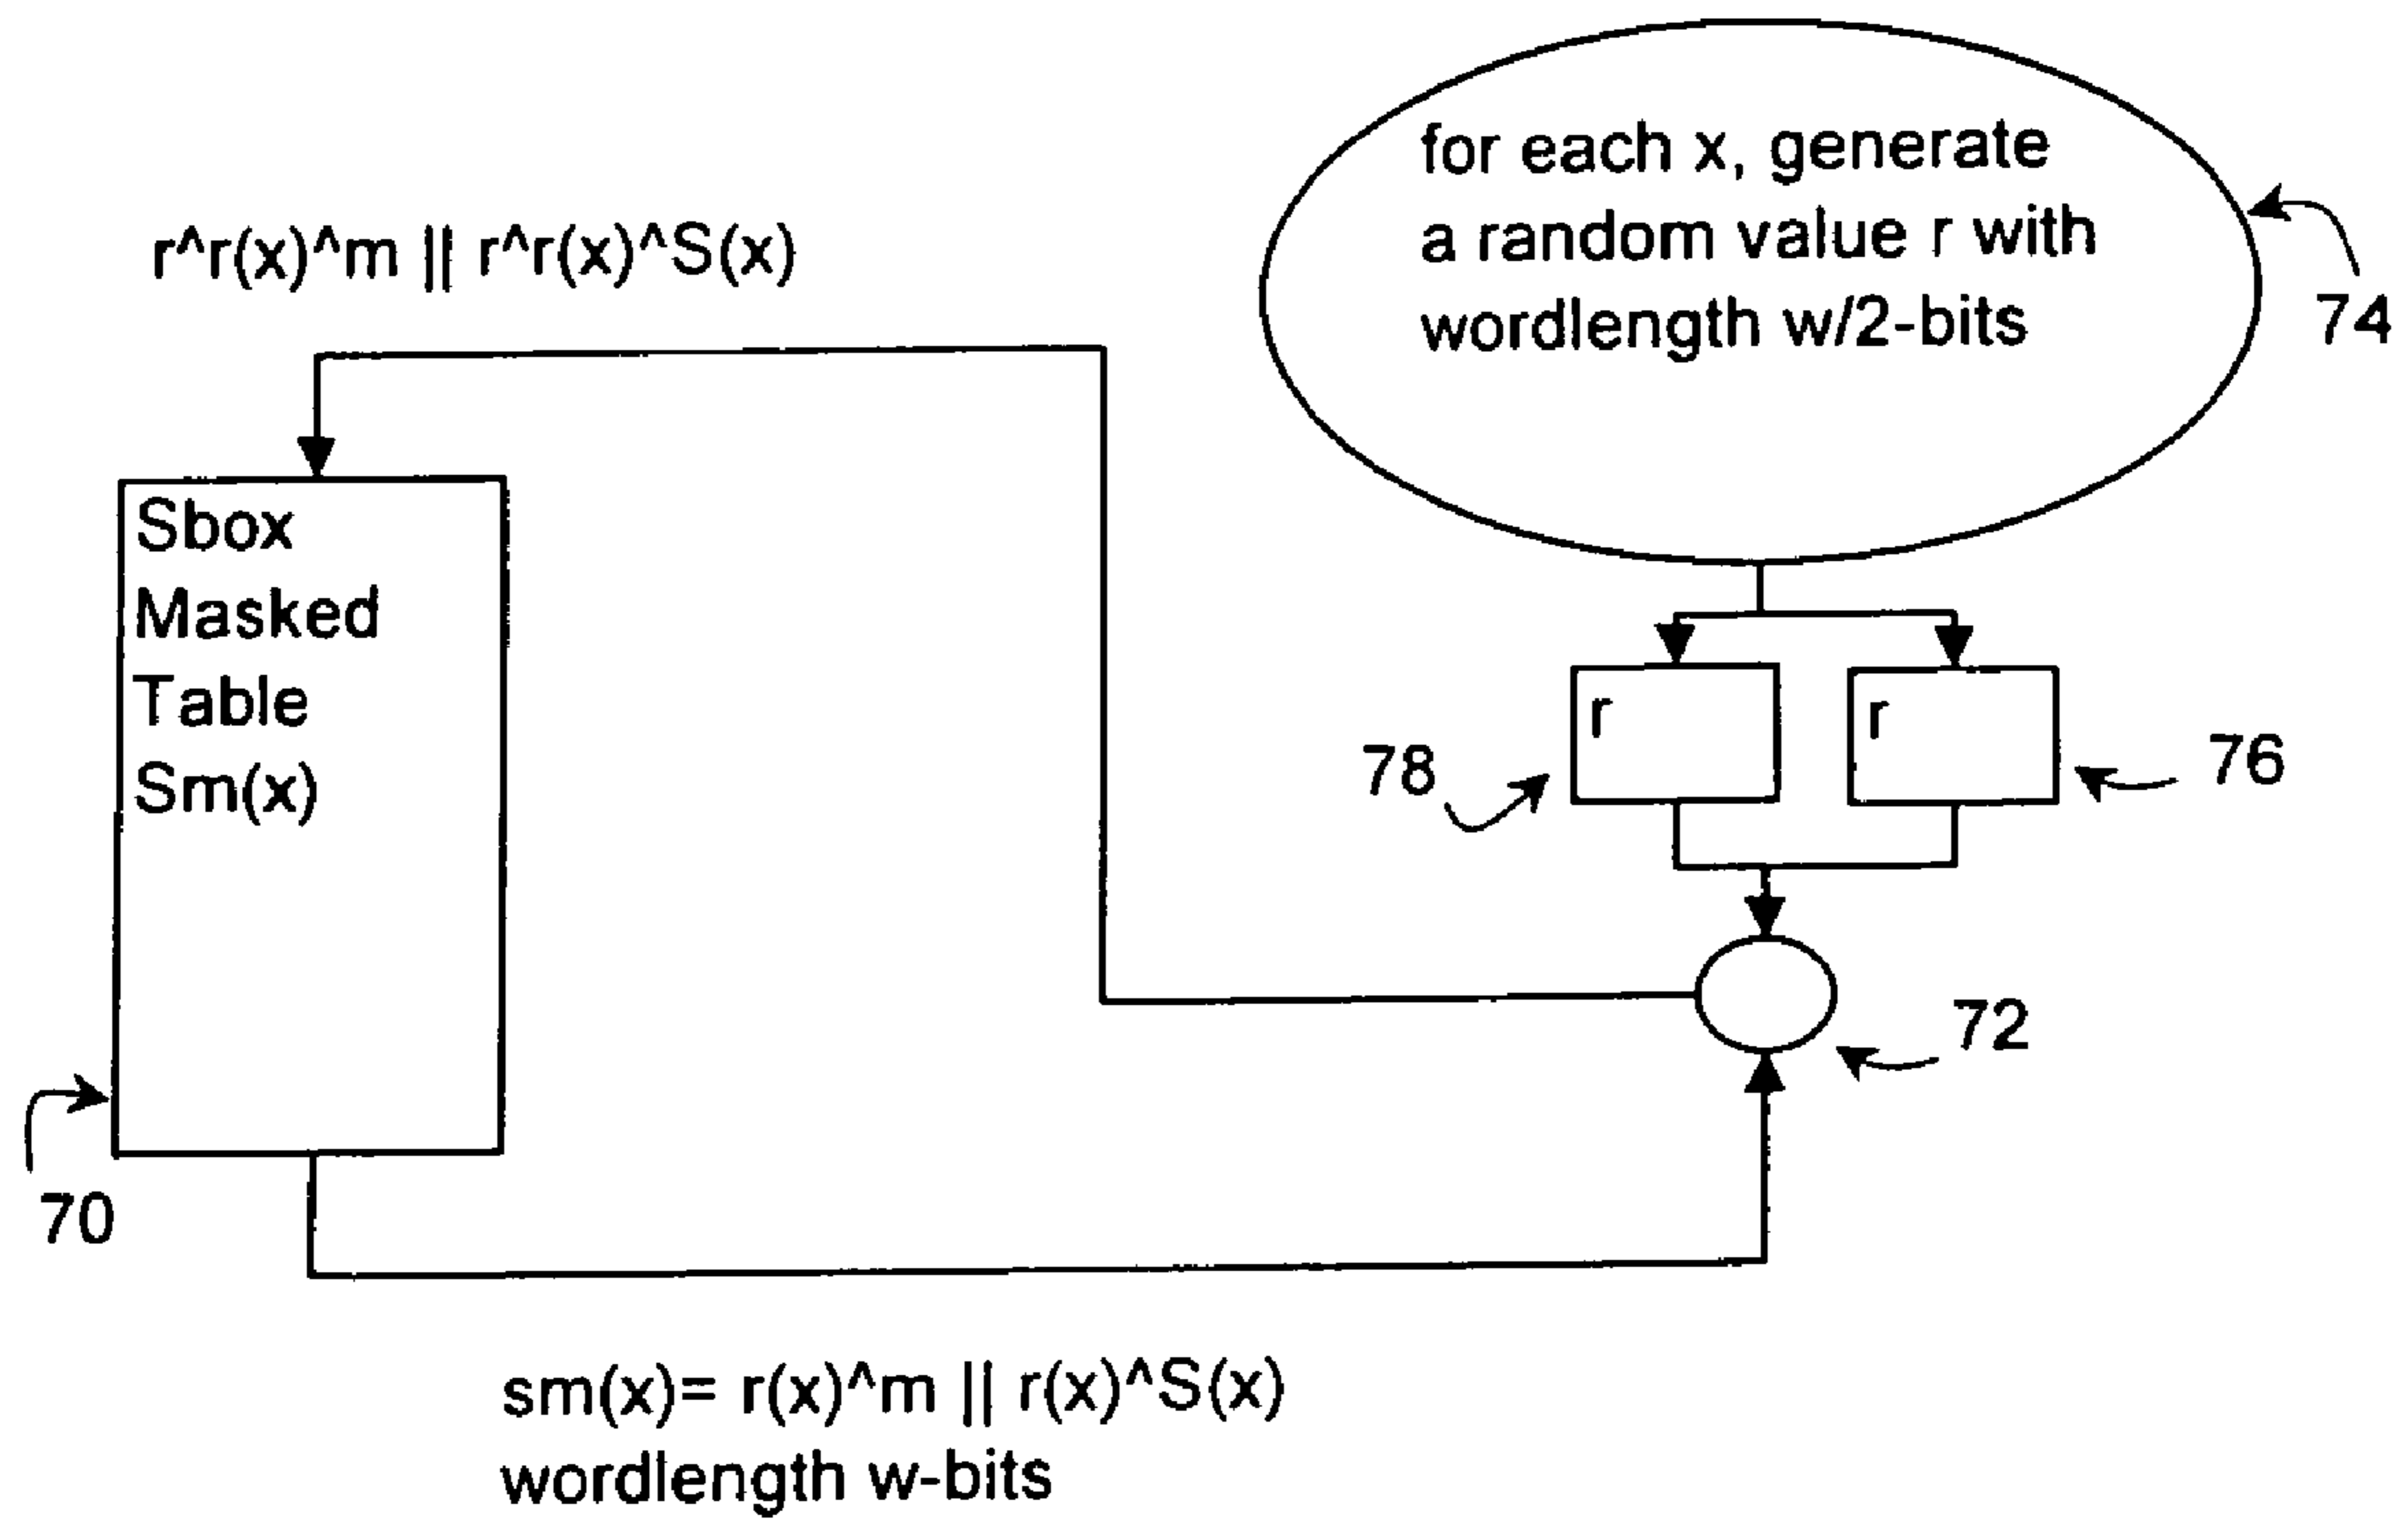 for each x, generate
a random value r with
wordlength w/2-bits
74
r^r(x)^m || r^r(x)^S(x)
Sbox
Masked
Table
Sm(x)
r
r
78
76
72
70
sm(x)= r(x)^m || r(x)^S(x)
wordlength w-bits